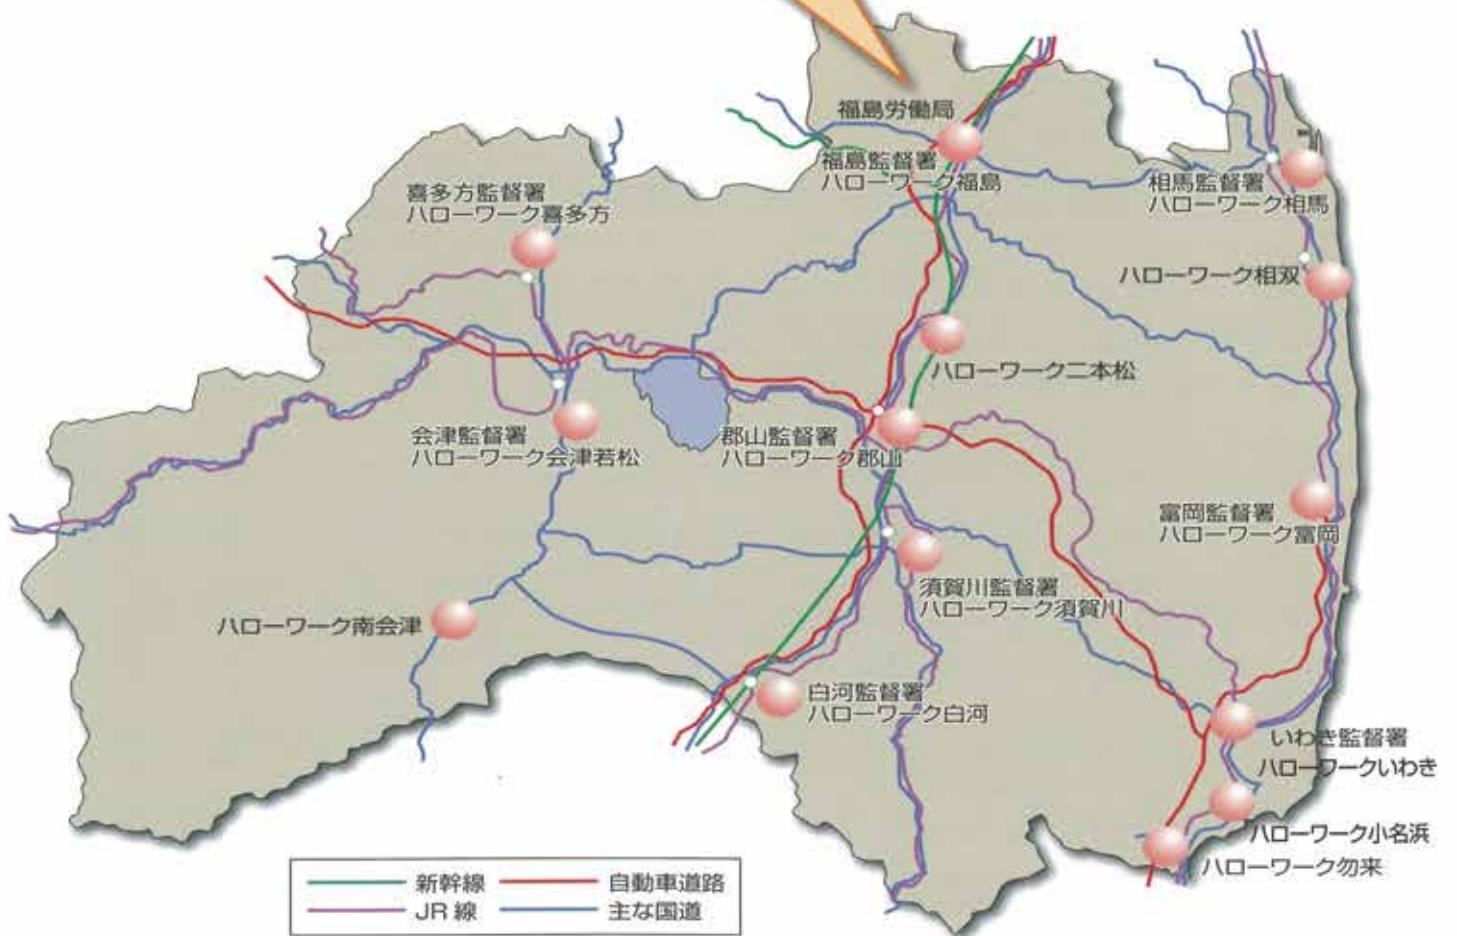 福島労働局
福島監督署
ハローワーク福島
相馬監督署
ハローワーク相馬
喜多方監督署
ハローワーク喜多方
ハローワーク相双
ハローワーク二本松
会津監督署
ハローワーク会津若松
郡山監督署
ハローワーク郡山
富岡監督署
ハローワーク富岡
須賀川監督署
ハローワーク須賀川
ハローワーク南会津
白河監督署
ハローワーク白河
いわき監督署
ハローワークいわき
ハローワーク小名浜
ハローワーク勿来
新幹線 自動車道路
JR線 主な国道